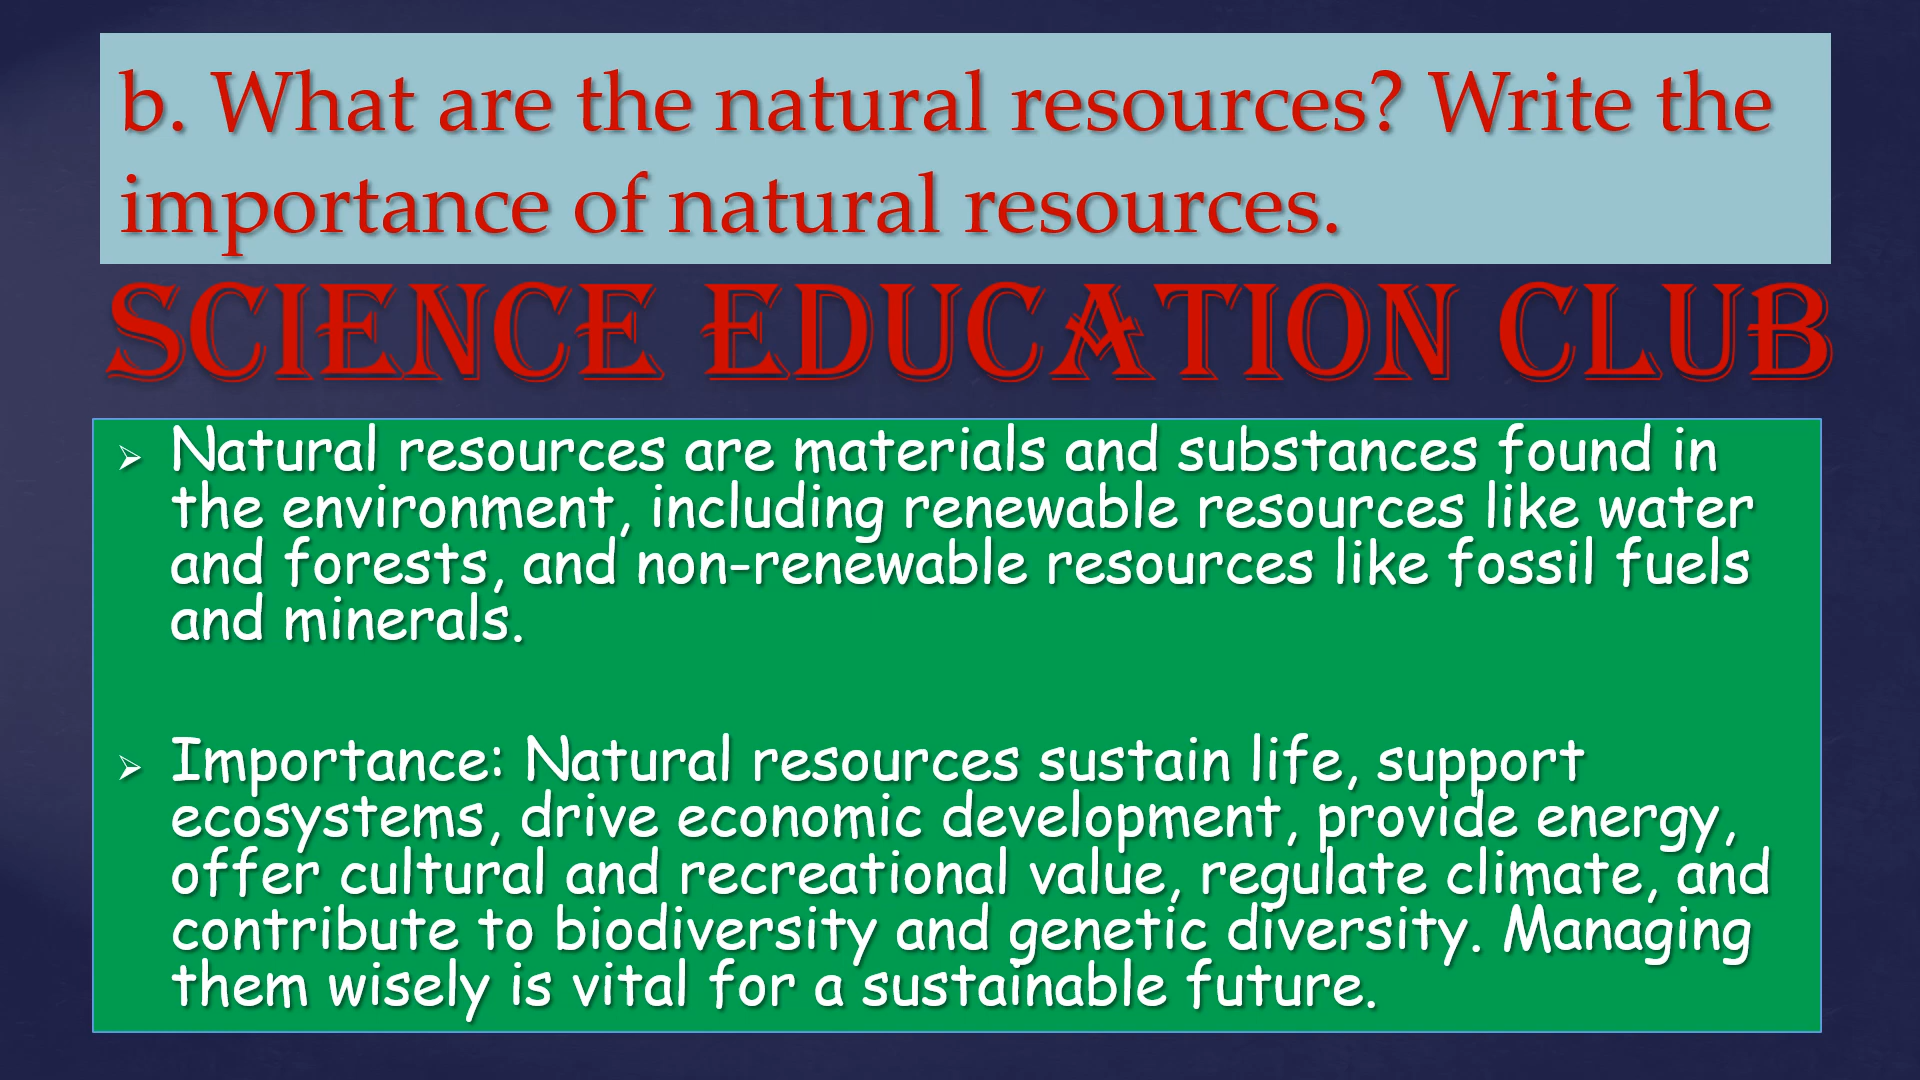 b. What are the natural resources? Write the
importance of natural resources.
SCIENCE EDUCATION CLUB
➢ Natural resources are materials and substances found in
the environment, including renewable resources like water
and forests, and non-renewable resources like fossil fuels
and minerals.
➢ Importance: Natural resources sustain life, support
ecosystems, drive economic development, provide energy,
offer cultural and recreational value, regulate climate, and
contribute to biodiversity and genetic diversity. Managing
them wisely is vital for a sustainable future.